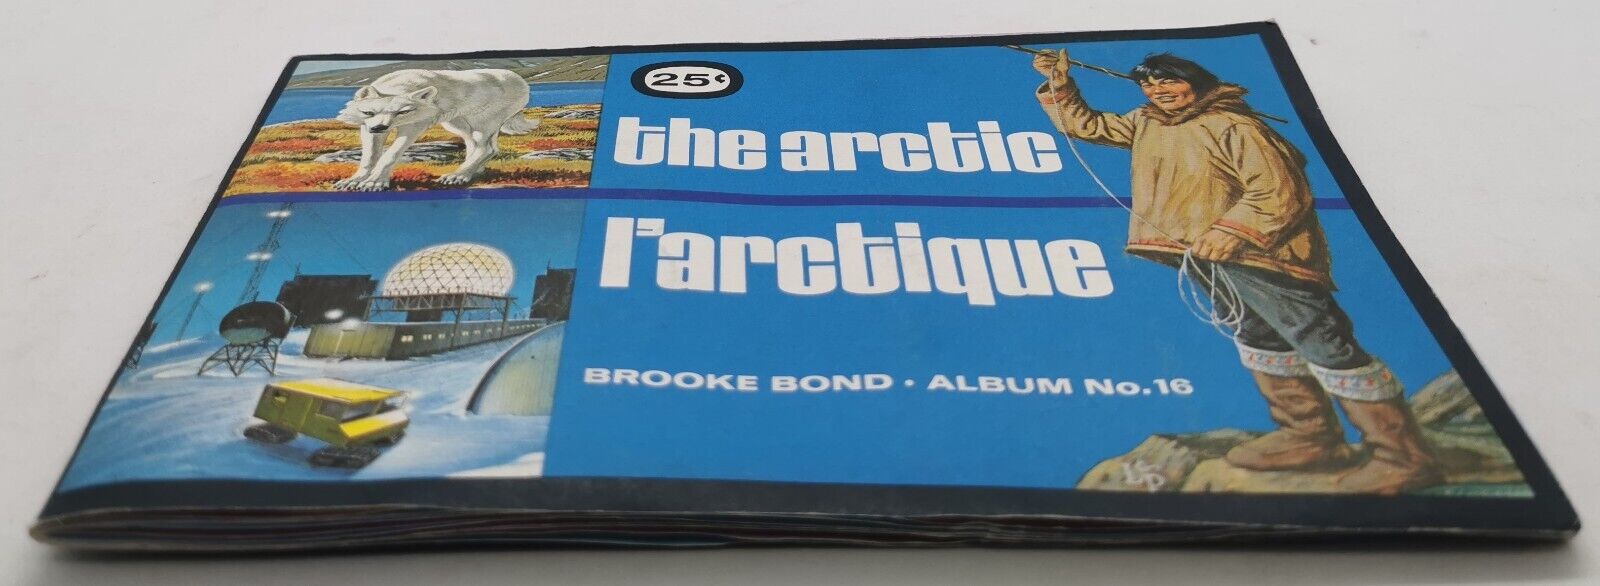 25¢
the arctic
l'arctique
BROOKE BOND · ALBUM No.16